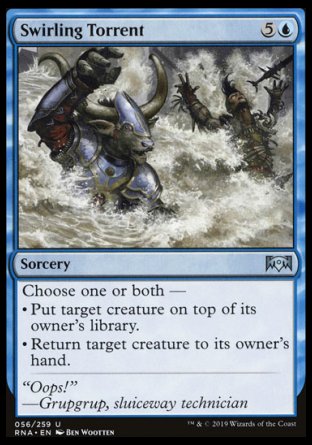 Swirling Torrent 5
Sorcery
Choose one or both —
• Put target creature on top of its
owner's library.
• Return target creature to its owner's
hand.
"Oops!"
—Grupgrup, sluiceway technician
056/259 U
RNA • EN BEN WOOTTEN
™ & © 2019 Wizards of the Coast